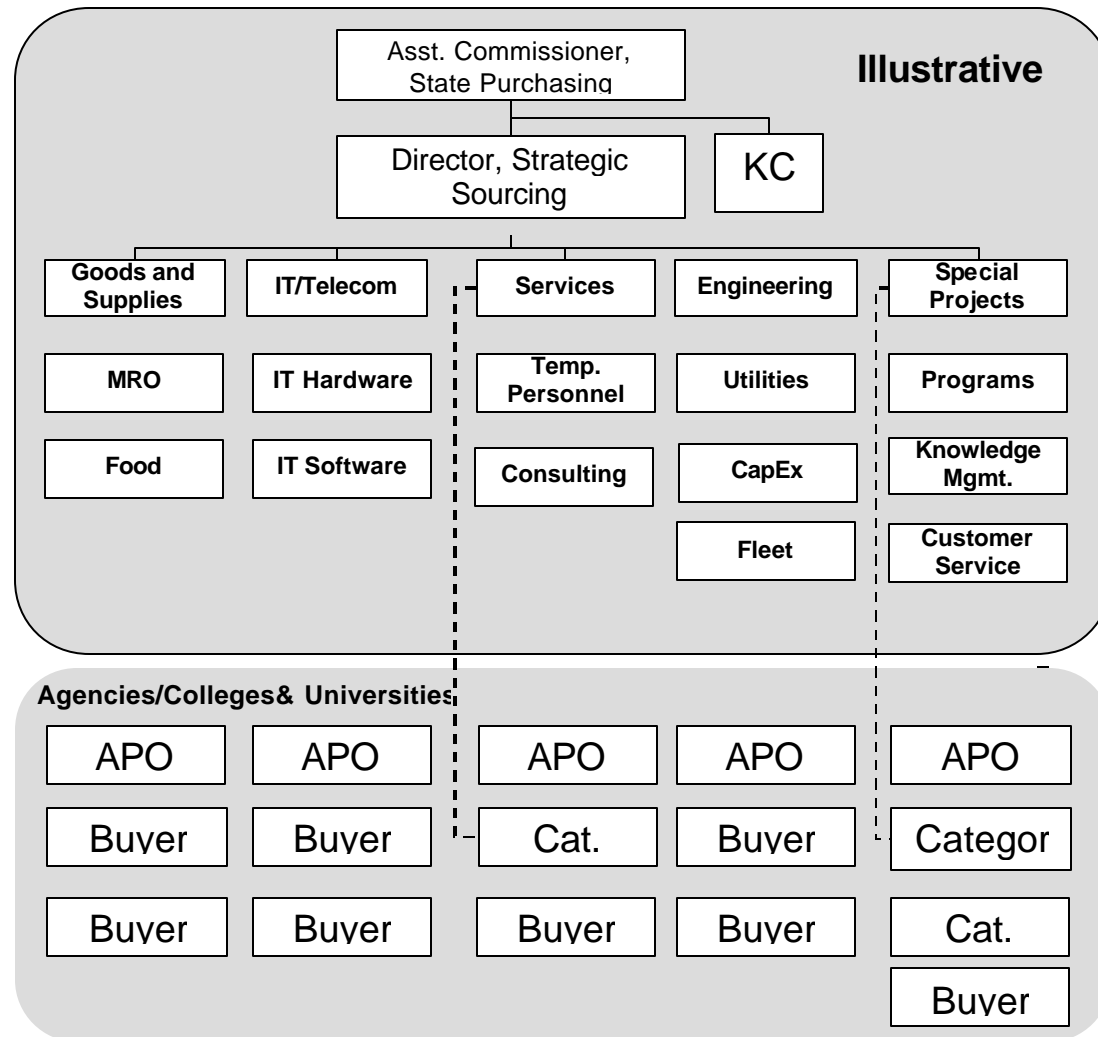 Asst. Commissioner,
State Purchasing
Illustrative
Director, Strategic
Sourcing
KC
Goods and
Supplies
IT/Telecom
Services
Engineering
Special
Projects
MRO
IT Hardware
Temp.
Personnel
Utilities
Programs
Food
IT Software
Consulting
CapEx
Knowledge
Mgmt.
Fleet
Customer
Service
Agencies/Colleges& Universities
APO
APO
APO
APO
APO
Buyer
Buyer
Cat.
Buyer
Categor
Buyer
Buyer
Buyer
Buyer
Cat.
Buyer